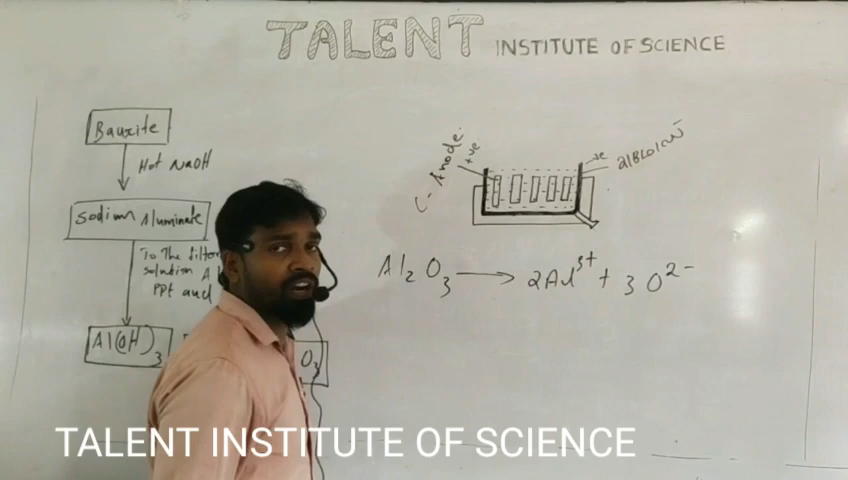 TALENT INSTITUTE OF SCIENCE
Bauxite
Hot NaOH
Sodium Aluminate
To The filter
solution A
PPt and
Al(OH)3
O3
C- Anode.
+ve
-ve
Al2O3 → 2Al3+ + 3O2-
TALENT INSTITUTE OF SCIENCE